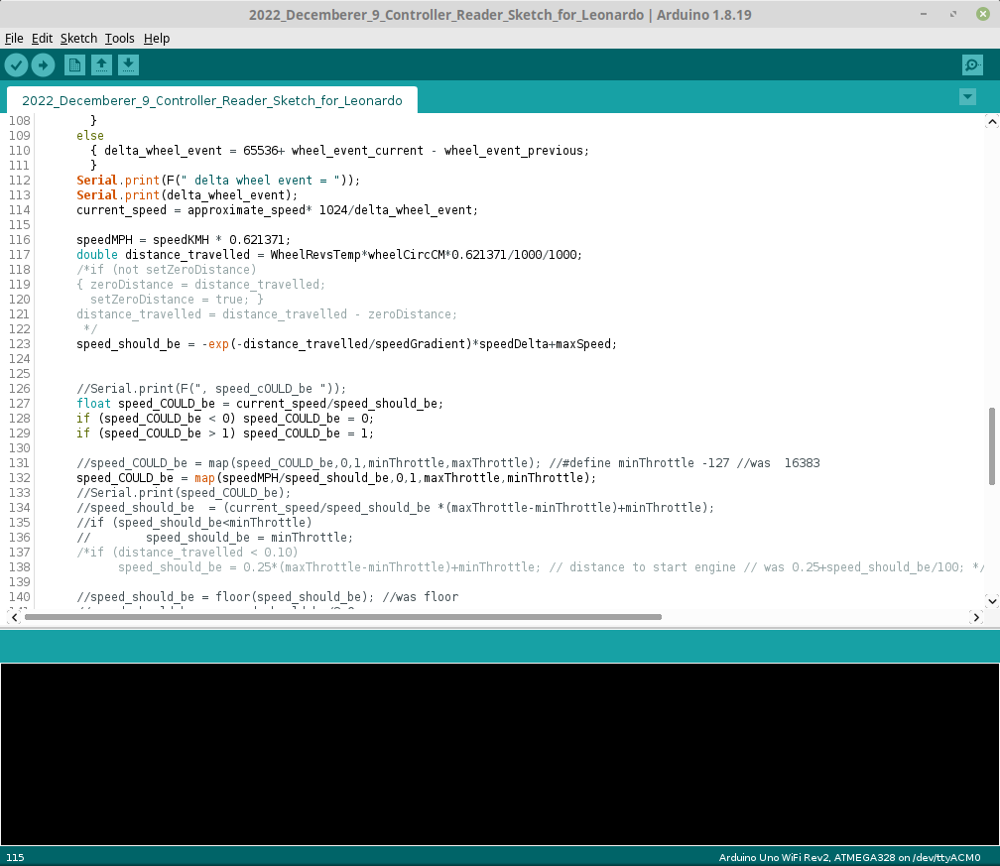 2022_Decemberer_9_Controller_Reader_Sketch_for_Leonardo | Arduino 1.8.19
File Edit Sketch Tools Help
2022_Decemberer_9_Controller_Reader_Sketch_for_Leonardo
108 }
109 else
110 { delta_wheel_event = 65536+ wheel_event_current - wheel_event_previous;
111 }
112 Serial.print(F(" delta wheel event = "));
113 Serial.print(delta_wheel_event);
114 current_speed = approximate_speed* 1024/delta_wheel_event;
115
116 speedMPH = speedKMH * 0.621371;
117 double distance_travelled = WheelRevsTemp*wheelCircCM*0.621371/1000/1000;
118 /*if (not setZeroDistance)
119 { zeroDistance = distance_travelled;
120 setZeroDistance = true; }
121 distance_travelled = distance_travelled - zeroDistance;
122 */
123 speed_should_be = -exp(-distance_travelled/speedGradient)*speedDelta+maxSpeed;
124
125
126 //Serial.print(F(", speed_cOULD_be "));
127 float speed_COULD_be = current_speed/speed_should_be;
128 if (speed_COULD_be < 0) speed_COULD_be = 0;
129 if (speed_COULD_be > 1) speed_COULD_be = 1;
130
131 //speed_COULD_be = map(speed_COULD_be,0,1,minThrottle,maxThrottle); //#define minThrottle -127 //was  16383
132 speed_COULD_be = map(speedMPH/speed_should_be,0,1,maxThrottle,minThrottle);
133 //Serial.print(speed_COULD_be);
134 //speed_should_be  = (current_speed/speed_should_be *(maxThrottle-minThrottle)+minThrottle);
135 //if (speed_should_be<minThrottle)
136 //        speed_should_be = minThrottle;
137 /*if (distance_travelled < 0.10)
138 speed_should_be = 0.25*(maxThrottle-minThrottle)+minThrottle; // distance to start engine // was 0.25+speed_should_be/100; */
139
140 //speed_should_be = floor(speed_should_be); //was floor
115
Arduino Uno WiFi Rev2, ATMEGA328 on /dev/ttyACM0